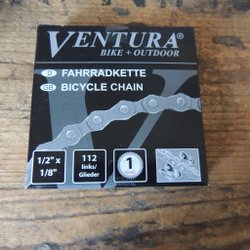 VENTURA®
BIKE + OUTDOOR
D FAHRRADKETTE
GB BICYCLE CHAIN
1/2" x
1/8"
112
links/
Glieder
1